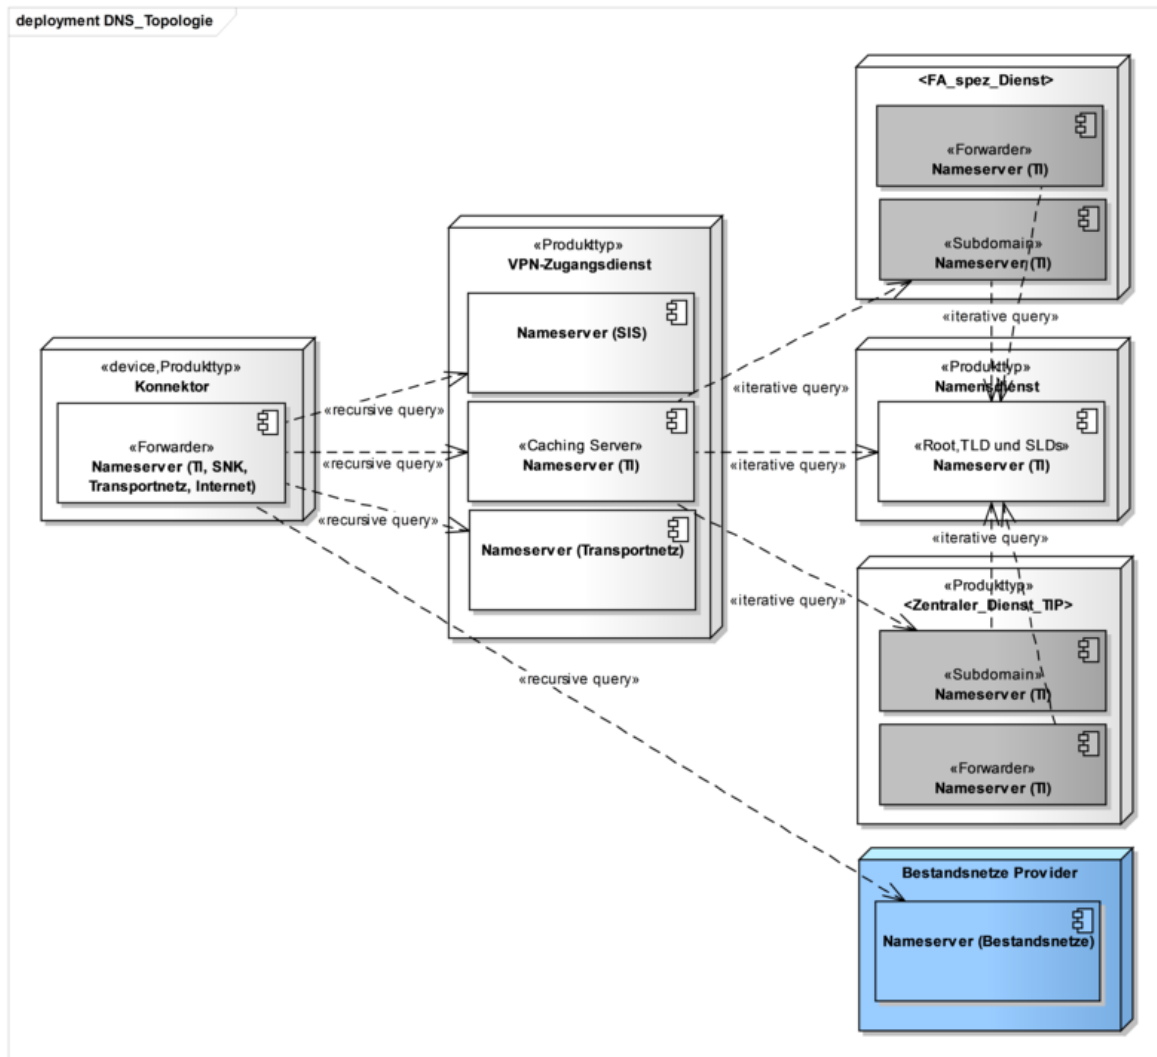 deployment DNS_Topologie
«device,Produkttyp»
Konnektor
«Forwarder»
Nameserver (TI, SNK,
Transportnetz, Internet)
«recursive query»
«recursive query»
«recursive query»
«recursive query»
«Produkttyp»
VPN-Zugangsdienst
Nameserver (SIS)
«Caching Server»
Nameserver (TI)
Nameserver (Transportnetz)
«iterative query»
«iterative query»
«iterative query»
<FA_spez_Dienst>
«Forwarder»
Nameserver (TI)
«Subdomain»
Nameserver (TI)
«iterative query»
«Produkttyp»
Namensdienst
«Root,TLD und SLDs»
Nameserver (TI)
«iterative query»
«Produkttyp»
<Zentraler_Dienst_TIP>
«Subdomain»
Nameserver (TI)
«Forwarder»
Nameserver (TI)
Bestandsnetze Provider
Nameserver (Bestandsnetze)